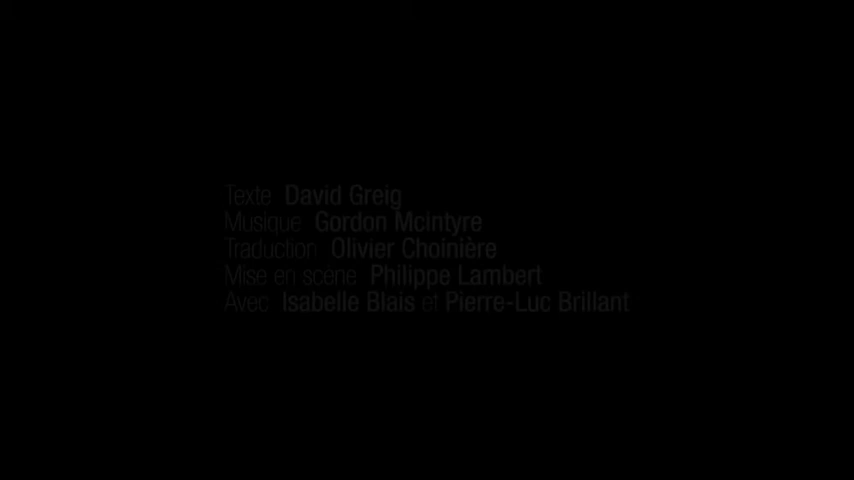 Texte David Greig
Musique Gordon Mcintyre
Traduction Olivier Choinière
Mise en scène Philippe Lambert
Avec Isabelle Blais et Pierre-Luc Brillant